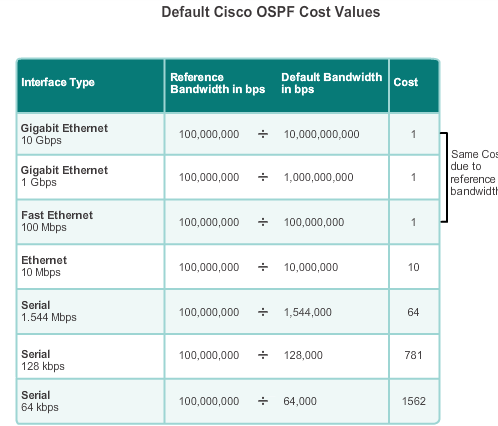 Default Cisco OSPF Cost Values
Interface Type
Reference
Bandwidth in bps
Default Bandwidth
in bps
Cost
Gigabit Ethernet
10 Gbps
100,000,000 ÷ 10,000,000,000 1
Gigabit Ethernet
1 Gbps
100,000,000 ÷ 1,000,000,000 1
Fast Ethernet
100 Mbps
100,000,000 ÷ 100,000,000 1
Same Cos
due to
reference
bandwidth
Ethernet
10 Mbps
100,000,000 ÷ 10,000,000 10
Serial
1.544 Mbps
100,000,000 ÷ 1,544,000 64
Serial
128 kbps
100,000,000 ÷ 128,000 781
Serial
64 kbps
100,000,000 ÷ 64,000 1562